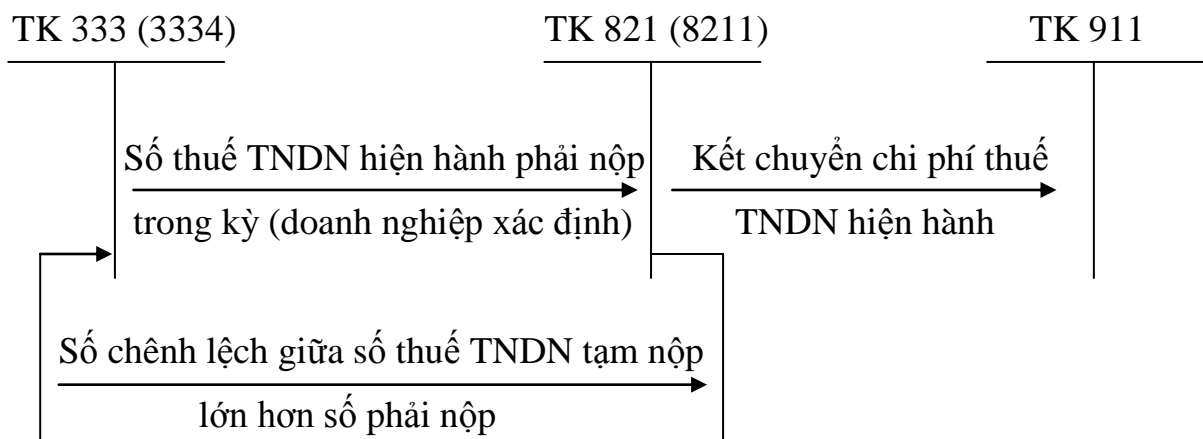 TK 333 (3334) TK 821 (8211) TK 911
Số thuế TNDN hiện hành phải nộp
trong kỳ (doanh nghiệp xác định)
Kết chuyển chi phí thuế
TNDN hiện hành
Số chênh lệch giữa số thuế TNDN tạm nộp
lớn hơn số phải nộp